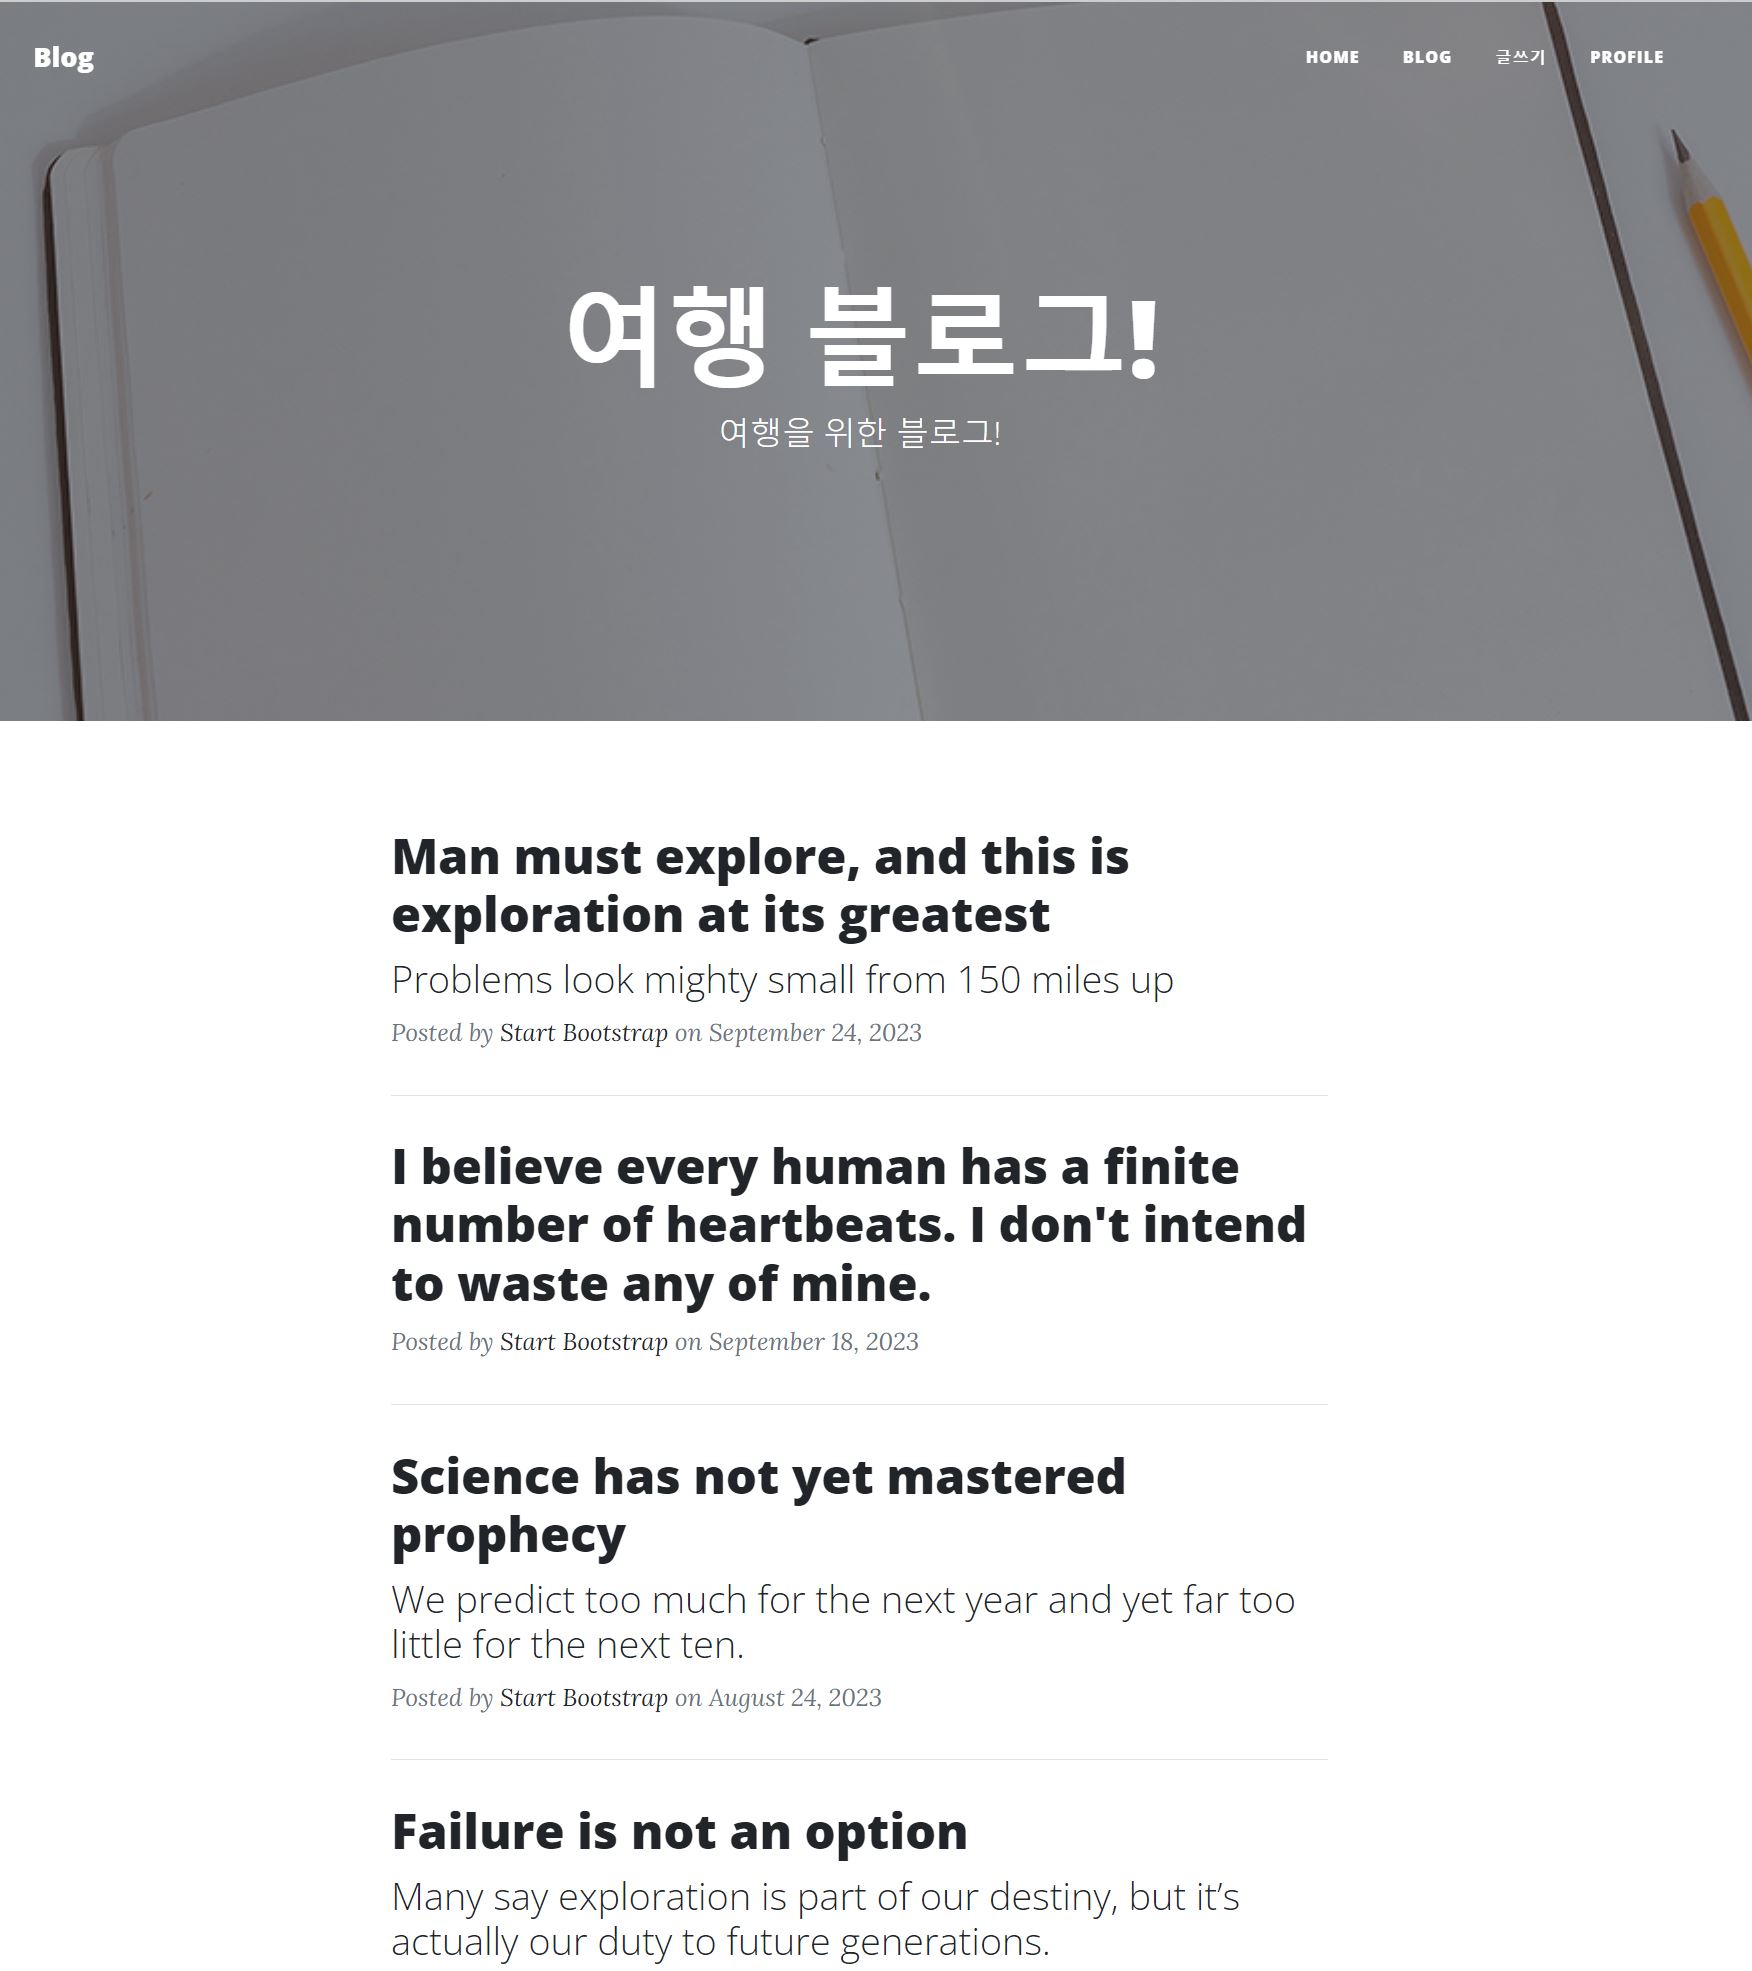 Blog
HOME BLOG 글쓰기 PROFILE
여행 블로그!
여행을 위한 블로그!
Man must explore, and this is
exploration at its greatest
Problems look mighty small from 150 miles up
Posted by Start Bootstrap on September 24, 2023
I believe every human has a finite
number of heartbeats. I don't intend
to waste any of mine.
Posted by Start Bootstrap on September 18, 2023
Science has not yet mastered
prophecy
We predict too much for the next year and yet far too
little for the next ten.
Posted by Start Bootstrap on August 24, 2023
Failure is not an option
Many say exploration is part of our destiny, but it’s
actually our duty to future generations.